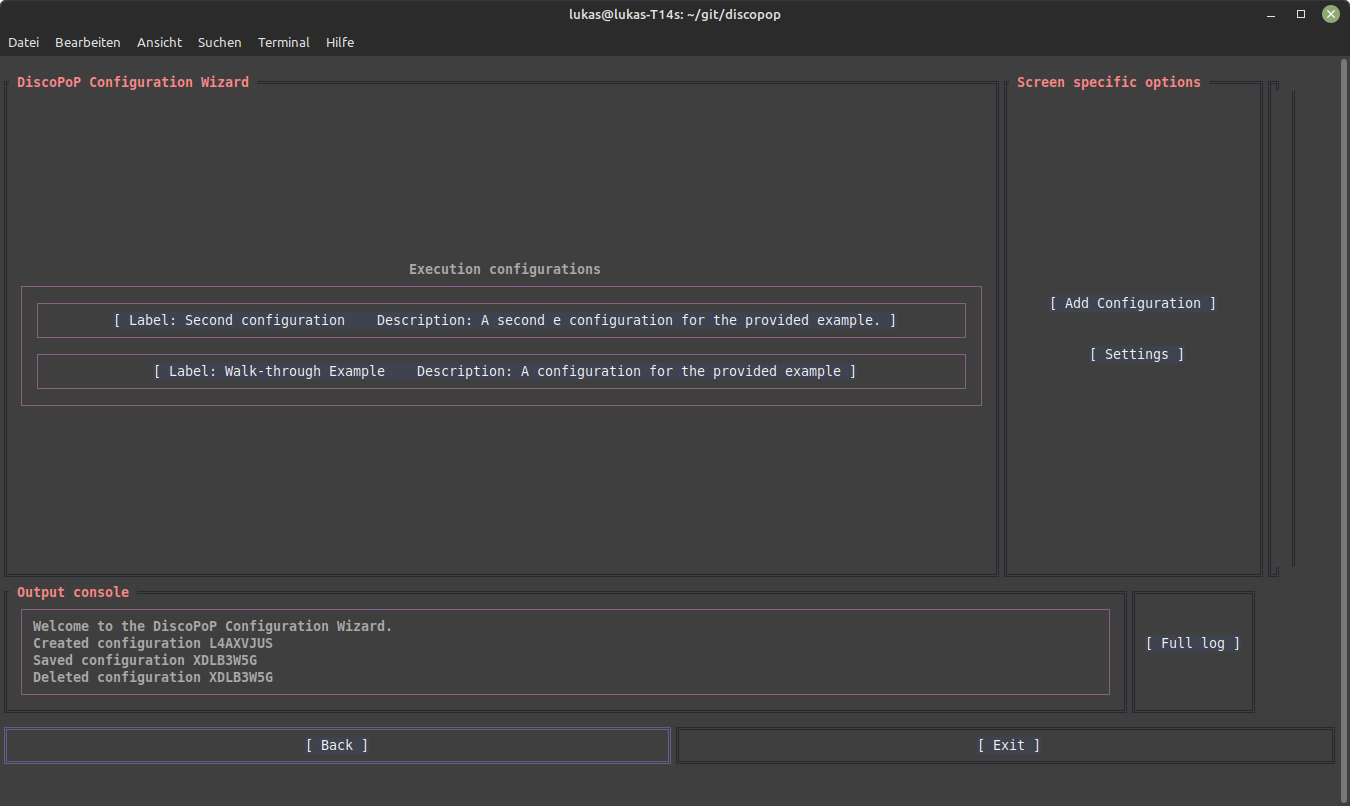 lukas@lukas-T14s: ~/git/discopop
Datei Bearbeiten Ansicht Suchen Terminal Hilfe
DiscoPoP Configuration Wizard
Screen specific options
Execution configurations
[ Label: Second configuration    Description: A second e configuration for the provided example. ]
[ Label: Walk-through Example    Description: A configuration for the provided example ]
[ Add Configuration ]
[ Settings ]
Output console
Welcome to the DiscoPoP Configuration Wizard.
Created configuration L4AXVJUS
Saved configuration XDLB3W5G
Deleted configuration XDLB3W5G
[ Full log ]
[ Back ]
[ Exit ]